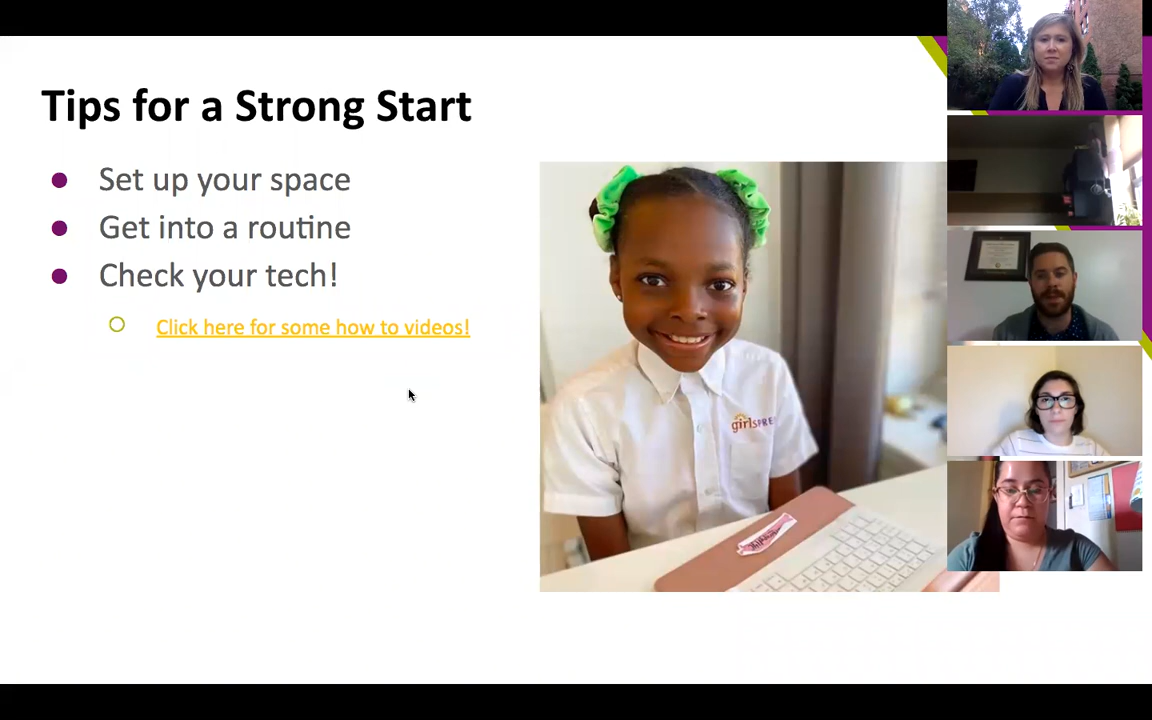 Tips for a Strong Start
Set up your space
Get into a routine
Check your tech!
Click here for some how to videos!
girlsPRE